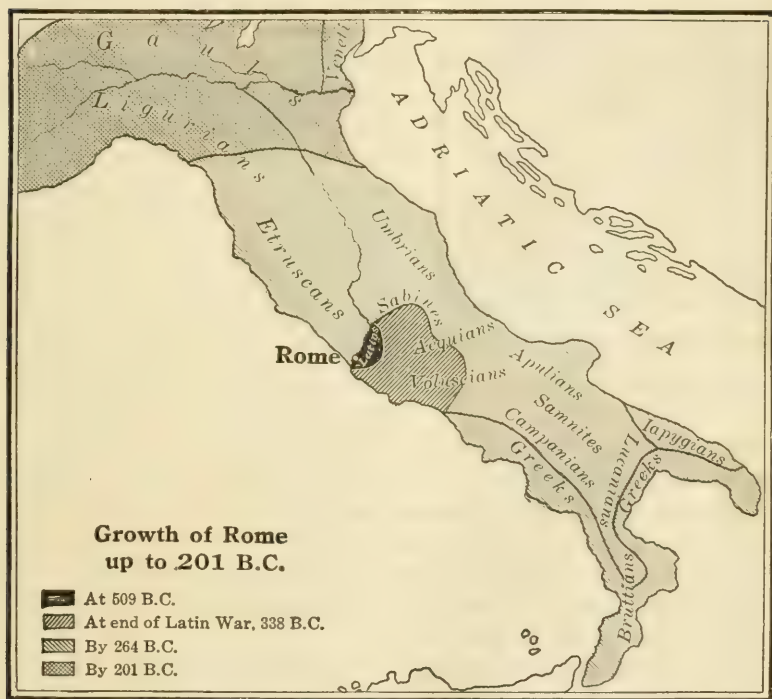 Gauls
Veneti
Ligurians
ADRIATIC SEA
Etruscans
Umbrians
Sabines
Rome
Latins
Aequians
Voluscians
Apulians
Samnites
Campanians
Greeks
Lucanians
Iapygians
Greeks
Bruttians
Growth of Rome
up to 201 B.C.
At 509 B.C.
At end of Latin War, 338 B.C.
By 264 B.C.
By 201 B.C.